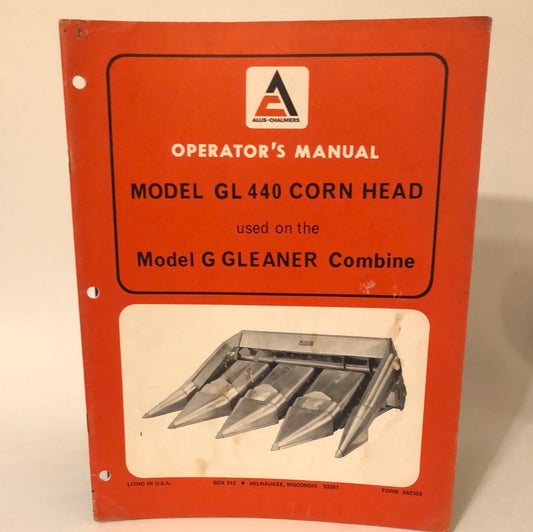 ALLIS-CHALMERS
OPERATOR'S MANUAL
MODEL GL 440 CORN HEAD
used on the
Model G GLEANER Combine
LITHO IN U.S.A. BOX 512 • MILWAUKEE, WISCONSIN 53201 FORM 562353